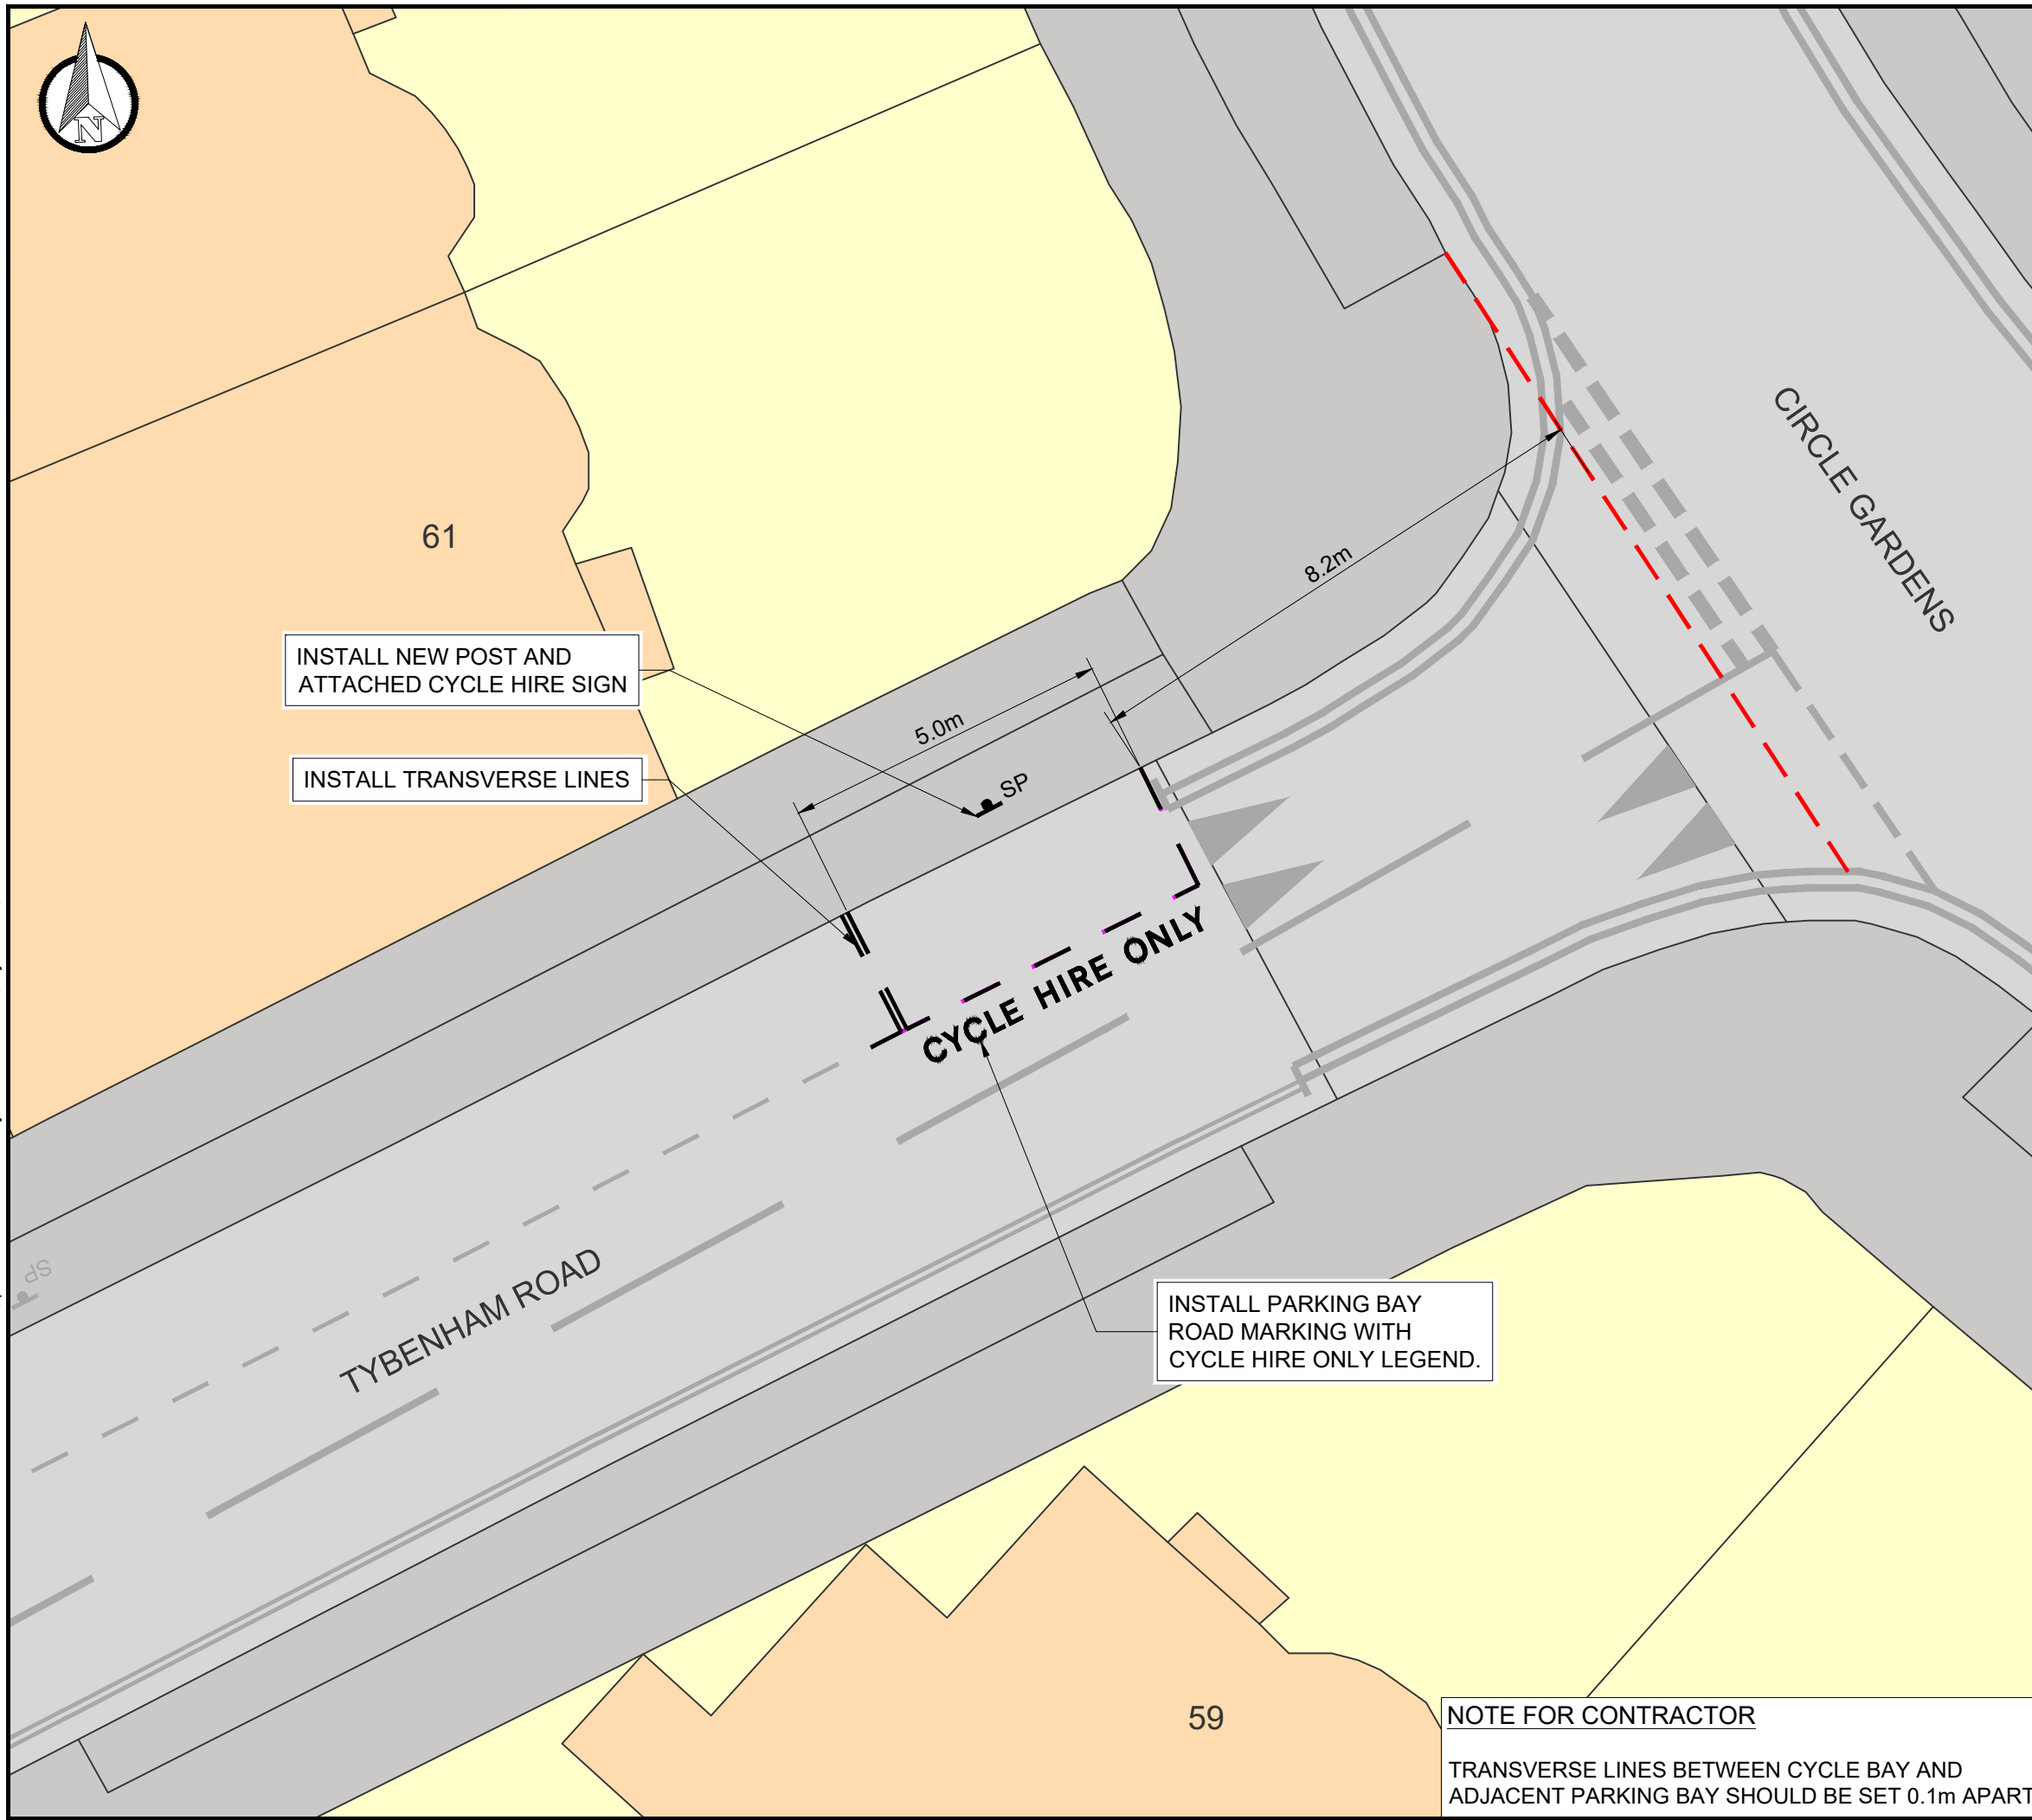 N
CIRCLE GARDENS
61
8.2m
INSTALL NEW POST AND
ATTACHED CYCLE HIRE SIGN
5.0m
INSTALL TRANSVERSE LINES
SP
CYCLE HIRE ONLY
SP
TYBENHAM ROAD
INSTALL PARKING BAY
ROAD MARKING WITH
CYCLE HIRE ONLY LEGEND.
59
NOTE FOR CONTRACTOR
TRANSVERSE LINES BETWEEN CYCLE BAY AND
ADJACENT PARKING BAY SHOULD BE SET 0.1m APART